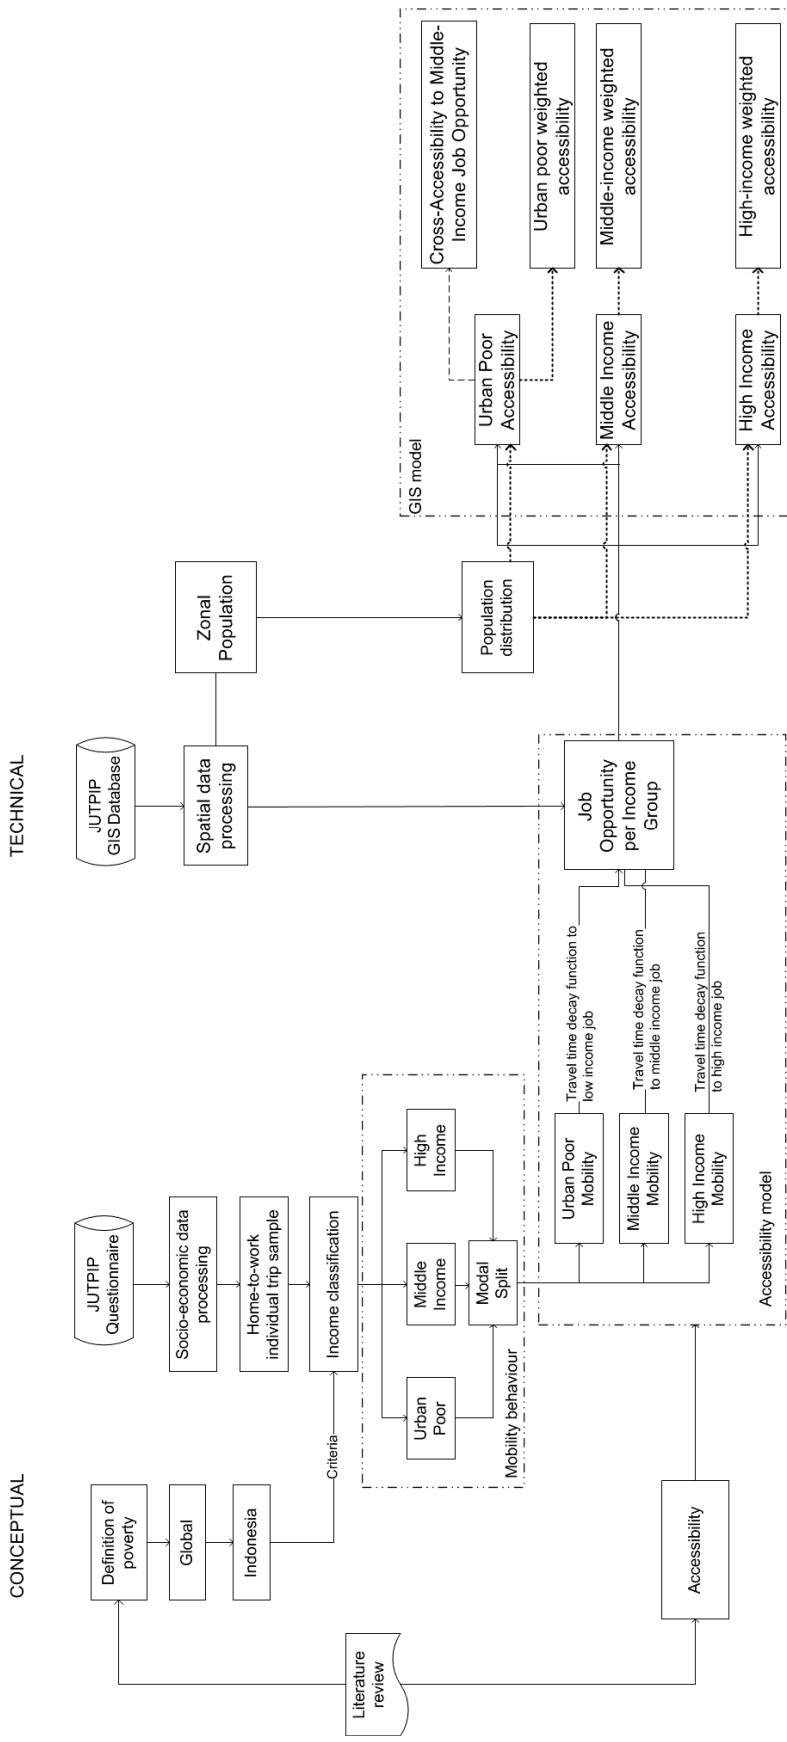 CONCEPTUAL
TECHNICAL
Literature
review
Definition of
poverty
Global
Indonesia
Criteria
Accessibility
JUTPIP
Questionnaire
Socio-economic data
processing
Home-to-work
individual trip sample
Income classification
Urban
Poor
Middle
Income
High
Income
Modal
Split
Mobility behaviour
Urban Poor
Mobility
Middle Income
Mobility
High Income
Mobility
Travel time decay function to
low income job
Travel time decay function
to middle income job
Travel time decay function
to high income job
Accessibility model
JUTPIP
GIS Database
Spatial data
processing
Job
Opportunity
per Income
Group
Zonal
Population
Population
distribution
GIS model
Urban Poor
Accessibility
Middle Income
Accessibility
High Income
Accessibility
Cross-Accessibility to Middle-
Income Job Opportunity
Urban poor weighted
accessibility
Middle-income weighted
accessibility
High-income weighted
accessibility